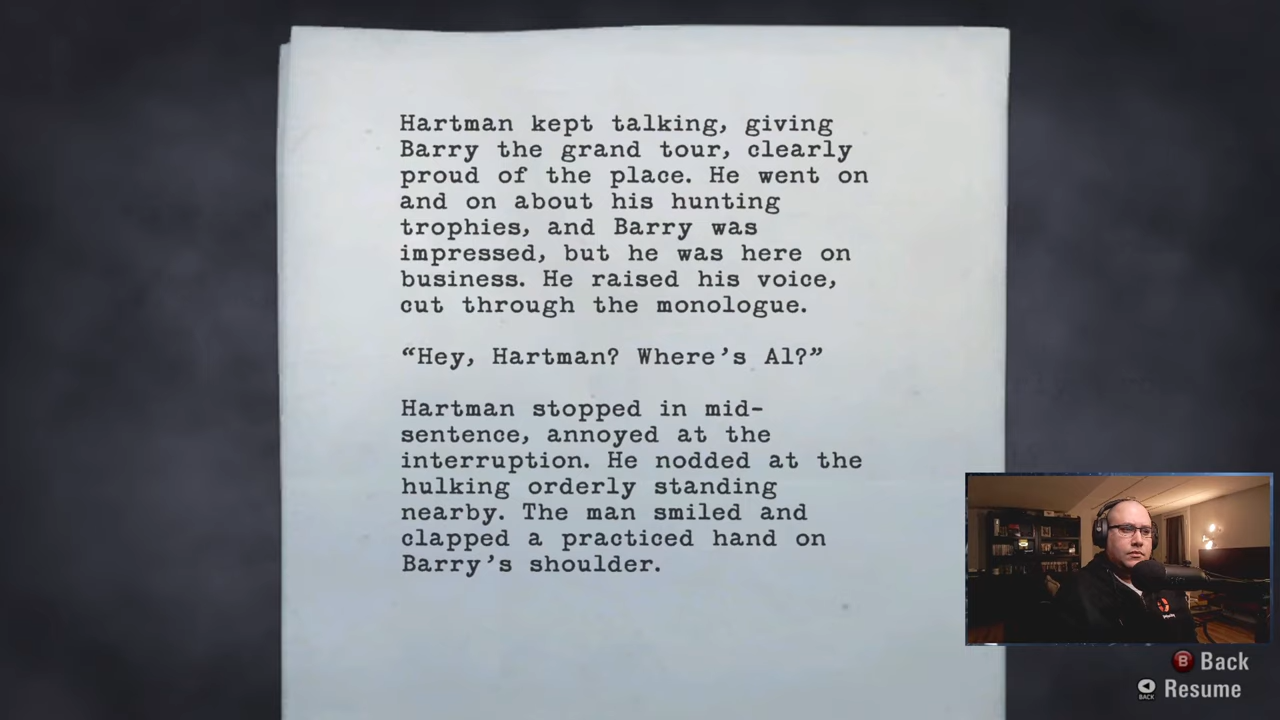 Hartman kept talking, giving
Barry the grand tour, clearly
proud of the place. He went on
and on about his hunting
trophies, and Barry was
impressed, but he was here on
business. He raised his voice,
cut through the monologue.
“Hey, Hartman? Where’s Al?”
Hartman stopped in mid-
sentence, annoyed at the
interruption. He nodded at the
hulking orderly standing
nearby. The man smiled and
clapped a practiced hand on
Barry’s shoulder.
B Back
BACK Resume